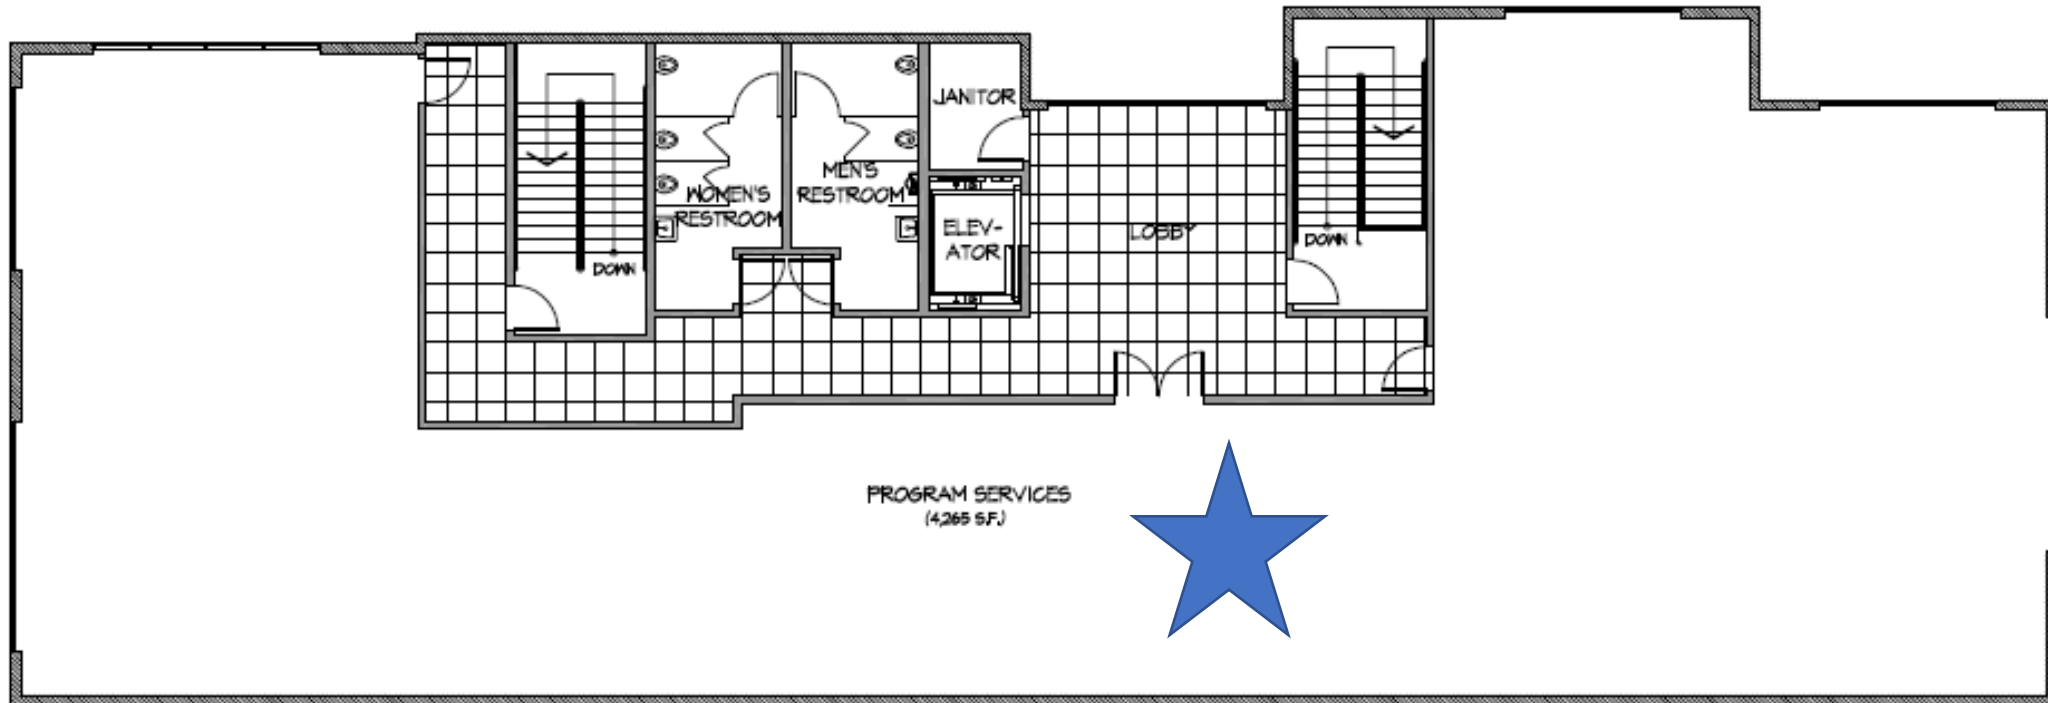 JANITOR
MEN'S
RESTROOM
WOMEN'S
RESTROOM
ELEV-
ATOR
LOBBY
DOWN
DOWN
PROGRAM SERVICES
(4,265 S.F.)